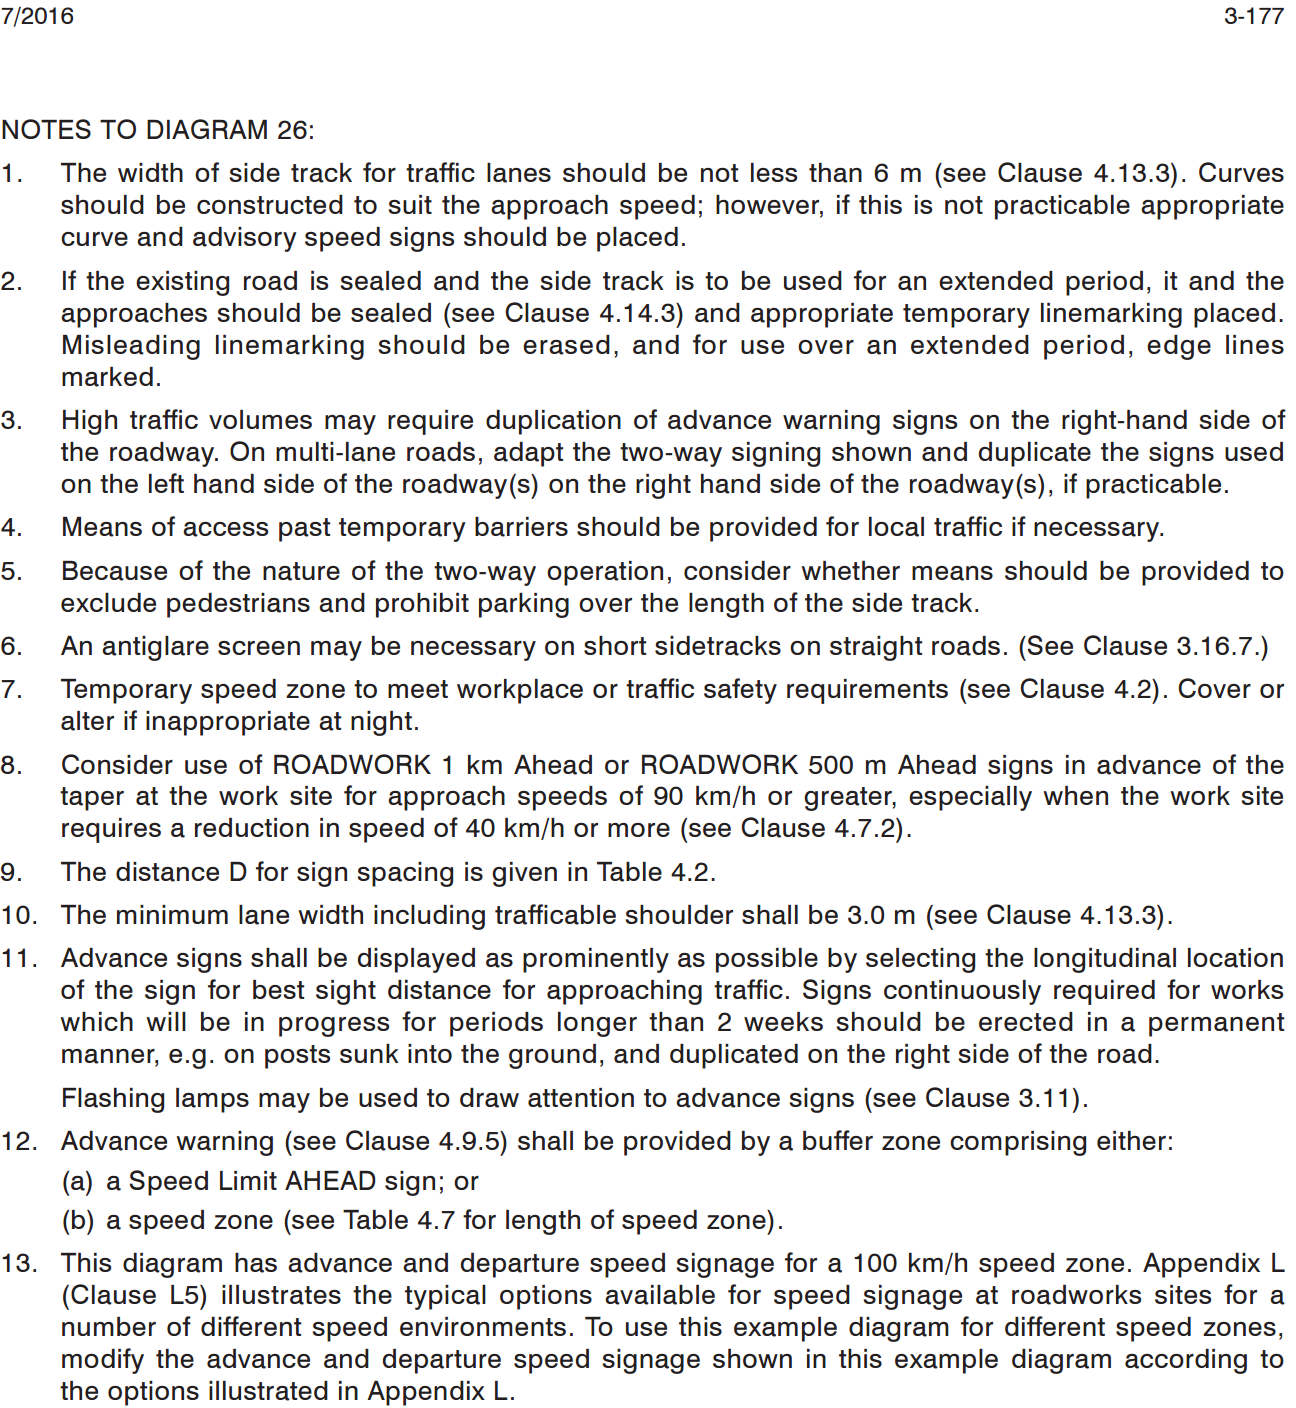 7/2016 3-177
NOTES TO DIAGRAM 26:
1. The width of side track for traffic lanes should be not less than 6 m (see Clause 4.13.3). Curves
should be constructed to suit the approach speed; however, if this is not practicable appropriate
curve and advisory speed signs should be placed.
2. If the existing road is sealed and the side track is to be used for an extended period, it and the
approaches should be sealed (see Clause 4.14.3) and appropriate temporary linemarking placed.
Misleading linemarking should be erased, and for use over an extended period, edge lines
marked.
3. High traffic volumes may require duplication of advance warning signs on the right-hand side of
the roadway. On multi-lane roads, adapt the two-way signing shown and duplicate the signs used
on the left hand side of the roadway(s) on the right hand side of the roadway(s), if practicable.
4. Means of access past temporary barriers should be provided for local traffic if necessary.
5. Because of the nature of the two-way operation, consider whether means should be provided to
exclude pedestrians and prohibit parking over the length of the side track.
6. An antiglare screen may be necessary on short sidetracks on straight roads. (See Clause 3.16.7.)
7. Temporary speed zone to meet workplace or traffic safety requirements (see Clause 4.2). Cover or
alter if inappropriate at night.
8. Consider use of ROADWORK 1 km Ahead or ROADWORK 500 m Ahead signs in advance of the
taper at the work site for approach speeds of 90 km/h or greater, especially when the work site
requires a reduction in speed of 40 km/h or more (see Clause 4.7.2).
9. The distance D for sign spacing is given in Table 4.2.
10. The minimum lane width including trafficable shoulder shall be 3.0 m (see Clause 4.13.3).
11. Advance signs shall be displayed as prominently as possible by selecting the longitudinal location
of the sign for best sight distance for approaching traffic. Signs continuously required for works
which will be in progress for periods longer than 2 weeks should be erected in a permanent
manner, e.g. on posts sunk into the ground, and duplicated on the right side of the road.
Flashing lamps may be used to draw attention to advance signs (see Clause 3.11).
12. Advance warning (see Clause 4.9.5) shall be provided by a buffer zone comprising either:
(a) a Speed Limit AHEAD sign; or
(b) a speed zone (see Table 4.7 for length of speed zone).
13. This diagram has advance and departure speed signage for a 100 km/h speed zone. Appendix L
(Clause L5) illustrates the typical options available for speed signage at roadworks sites for a
number of different speed environments. To use this example diagram for different speed zones,
modify the advance and departure speed signage shown in this example diagram according to
the options illustrated in Appendix L.